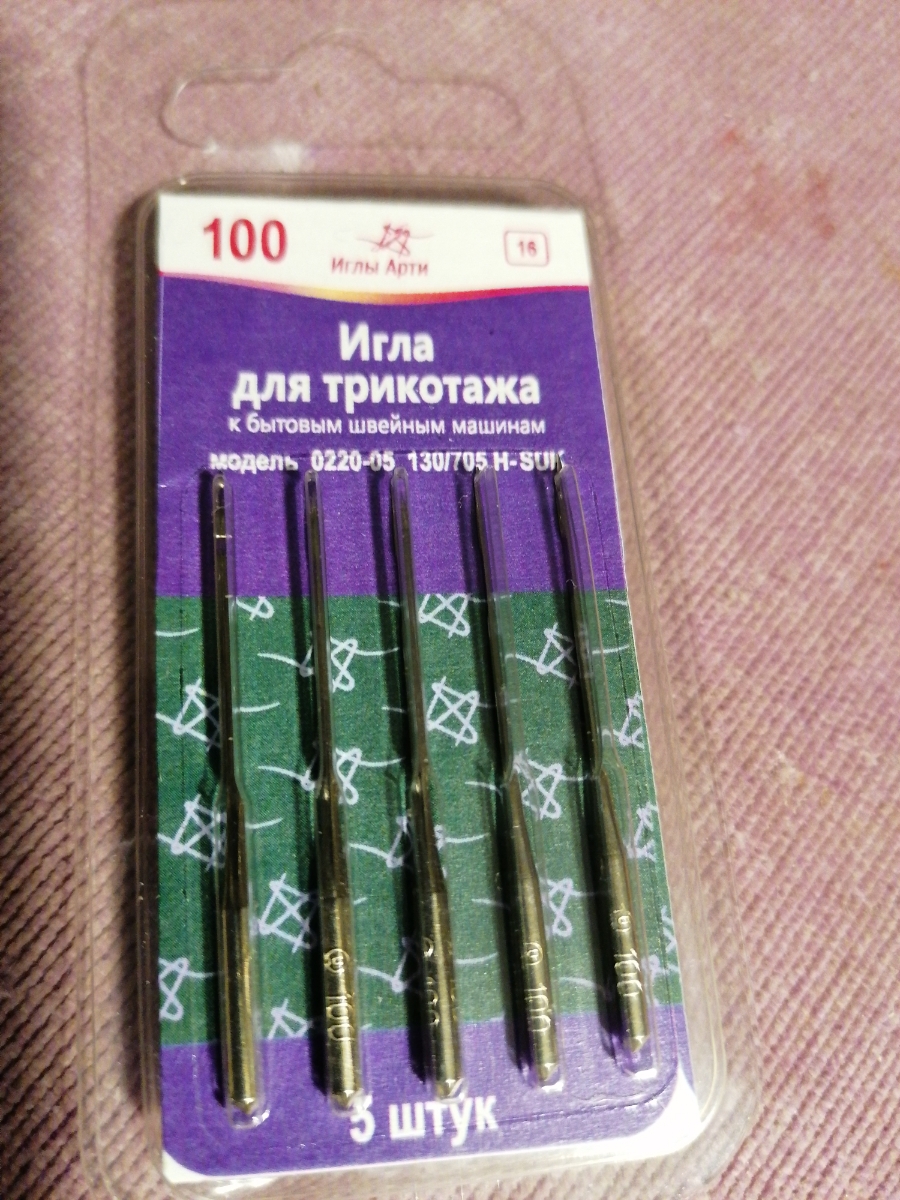 100
Иглы Арти
16
Игла
для трикотажа
к бытовым швейным машинам
модель 0220-05 130/705 H-SUK
100
100
100
5 штук